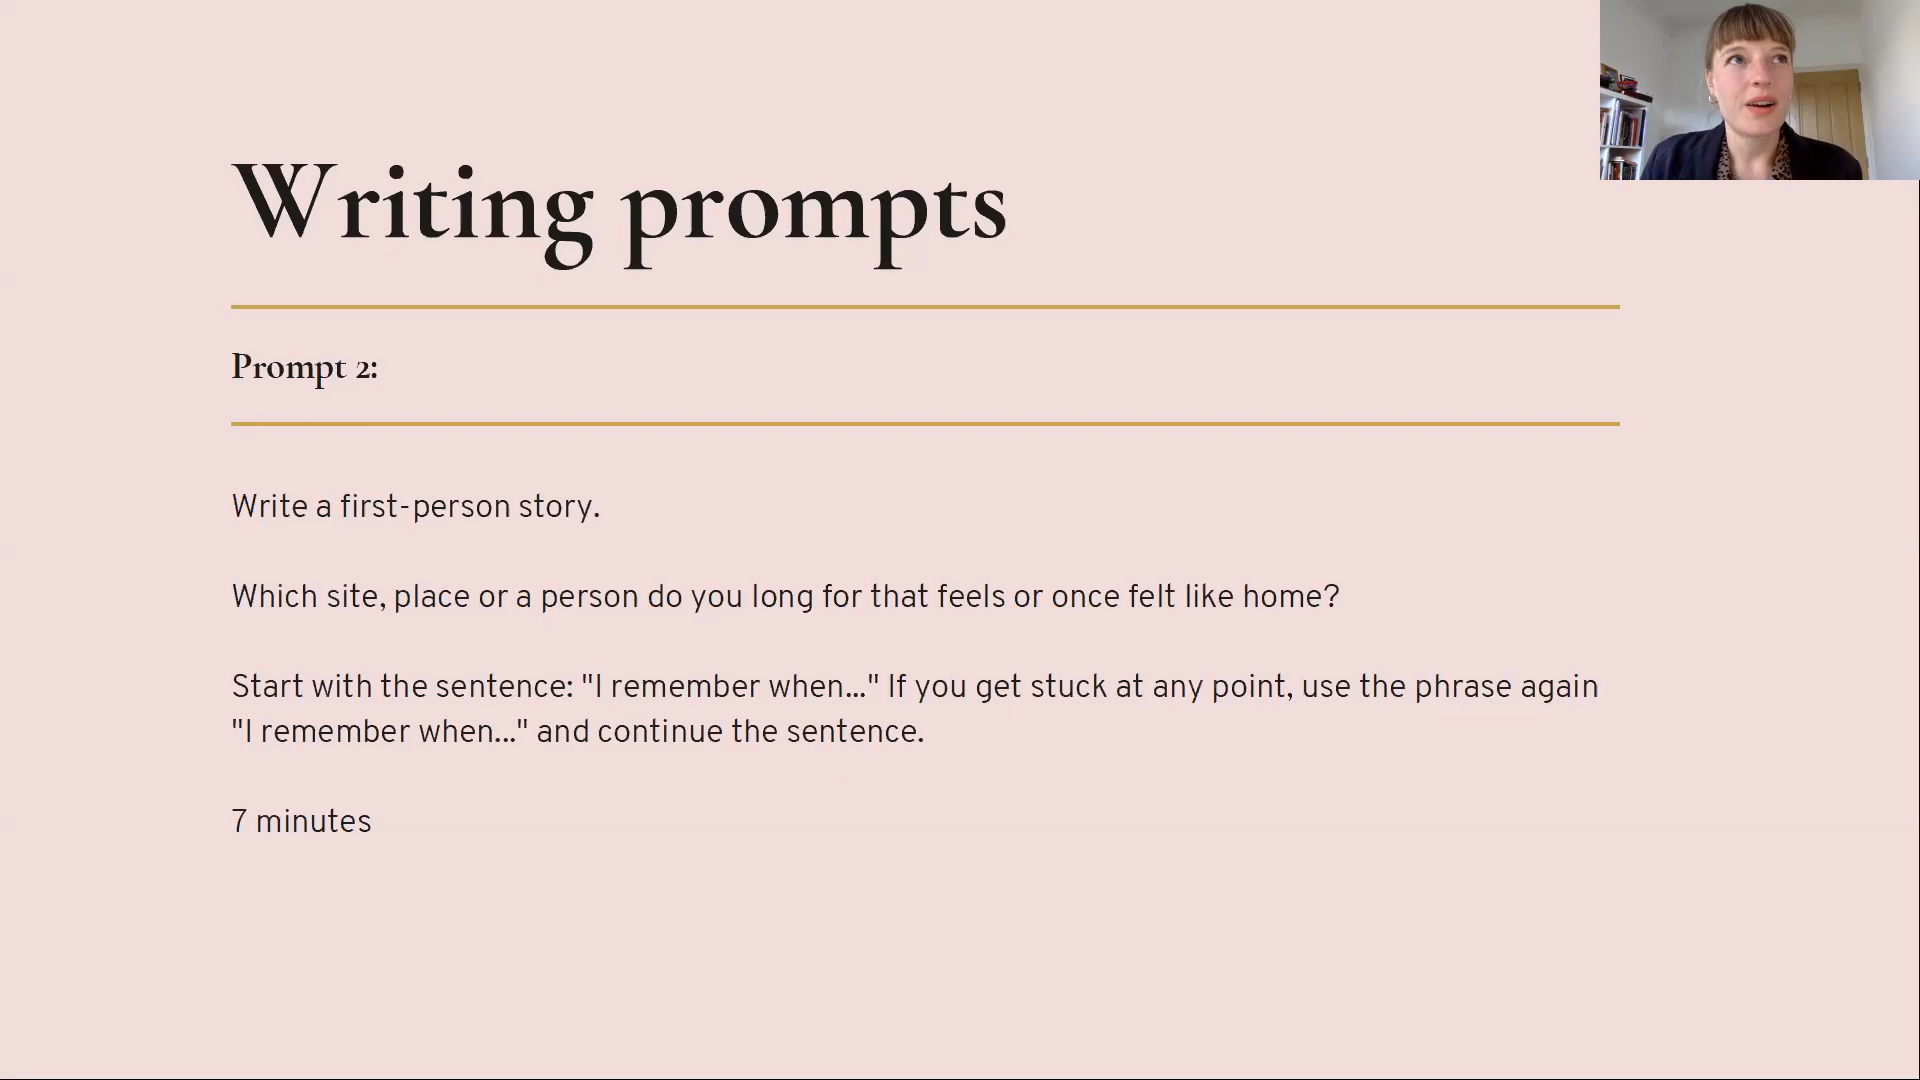 Writing prompts
Prompt 2:
Write a first-person story.
Which site, place or a person do you long for that feels or once felt like home?
Start with the sentence: "I remember when..." If you get stuck at any point, use the phrase again
"I remember when..." and continue the sentence.
7 minutes